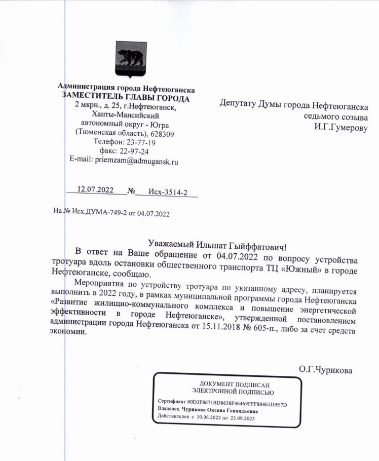 Администрация города Нефтеюганска
ЗАМЕСТИТЕЛЬ ГЛАВЫ ГОРОДА
2 мкрн., д. 25, г.Нефтеюганск,
Ханты-Мансийский
автономный округ - Югра
(Тюменская область), 628309
Телефон: 23-77-19
факс: 22-97-24
E-mail: priemzam@admugansk.ru
12.07.2022 № Исх-3514-2
На № Исх.ДУМА-749-2 от 04.07.2022
Депутату Думы города Нефтеюганска
седьмого созыва
И.Г.Гумерову
Уважаемый Ильшат Гыйффатович!
В ответ на Ваше обращение от 04.07.2022 по вопросу устройства
тротуара вдоль остановки общественного транспорта ТЦ «Южный» в городе
Нефтеюганске, сообщаю.
Мероприятия по устройству тротуара по указанному адресу, планируется
выполнить в 2022 году, в рамках муниципальной программы города Нефтеюганска
«Развитие жилищно-коммунального комплекса и повышение энергетической
эффективности в городе Нефтеюганске», утвержденной постановлением
администрации города Нефтеюганска от 15.11.2018 № 605-п., либо за счет средств
экономии.
О.Г.Чурикова
ДОКУМЕНТ ПОДПИСАН
ЭЛЕКТРОННОЙ ПОДПИСЬЮ
Сертификат
Владелец Чурикова Оксана Геннадьевна
Действителен с 30.06.2022 по 23.09.2023